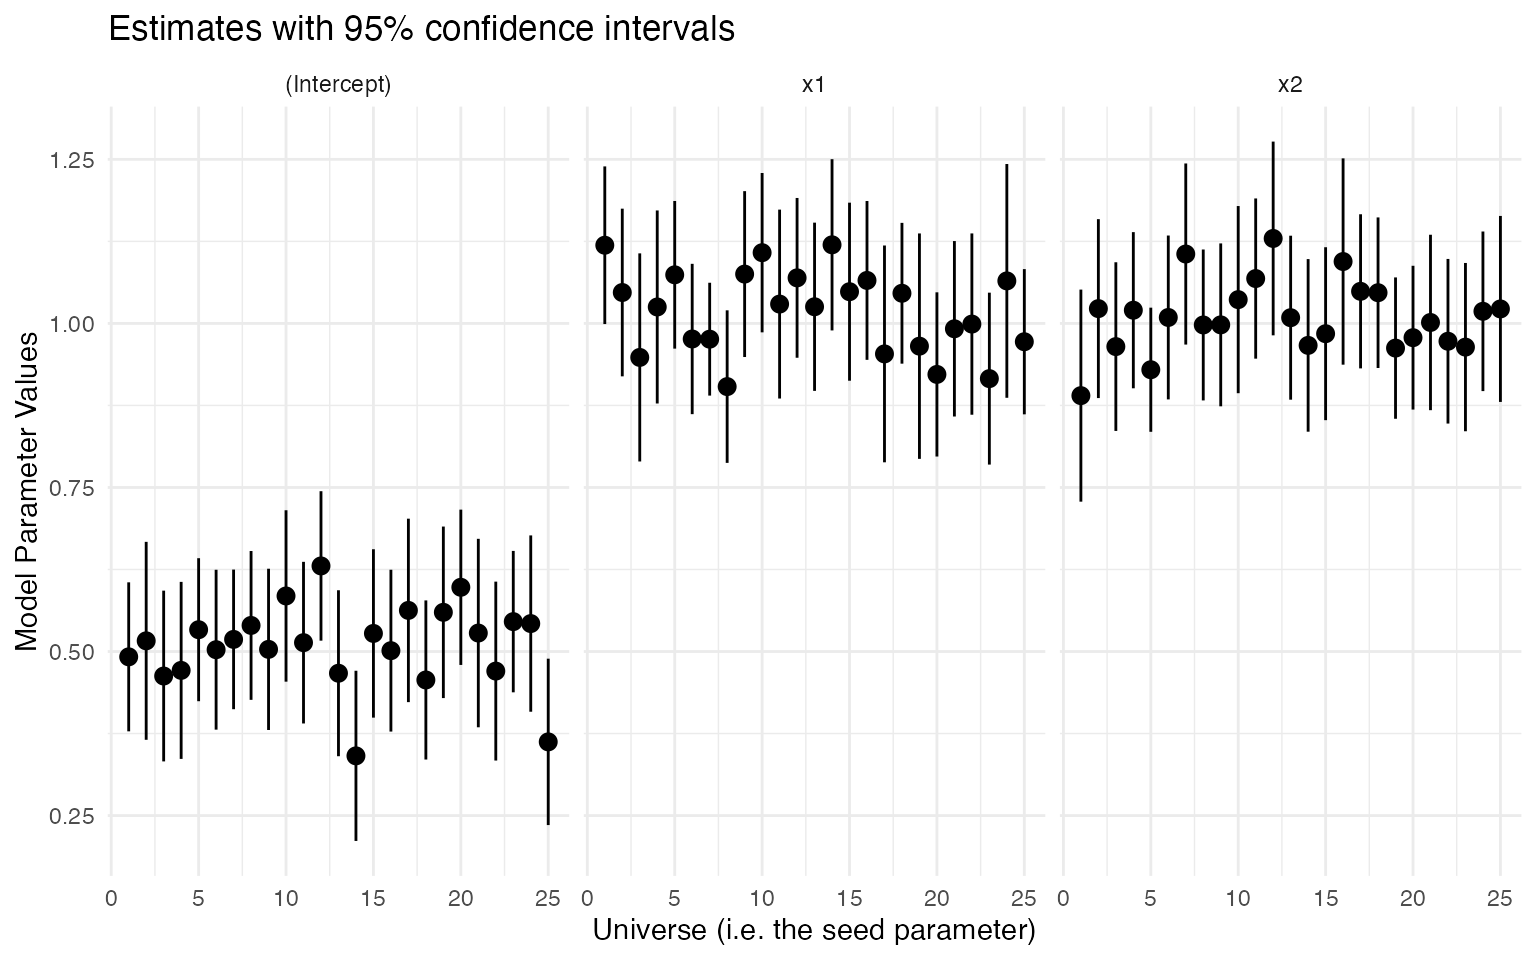 Estimates with 95% confidence intervals
(Intercept) x1 x2
Model Parameter Values
1.25
1.00
0.75
0.50
0.25
0 5 10 15 20 25 0 5 10 15 20 25 0 5 10 15 20 25
Universe (i.e. the seed parameter)